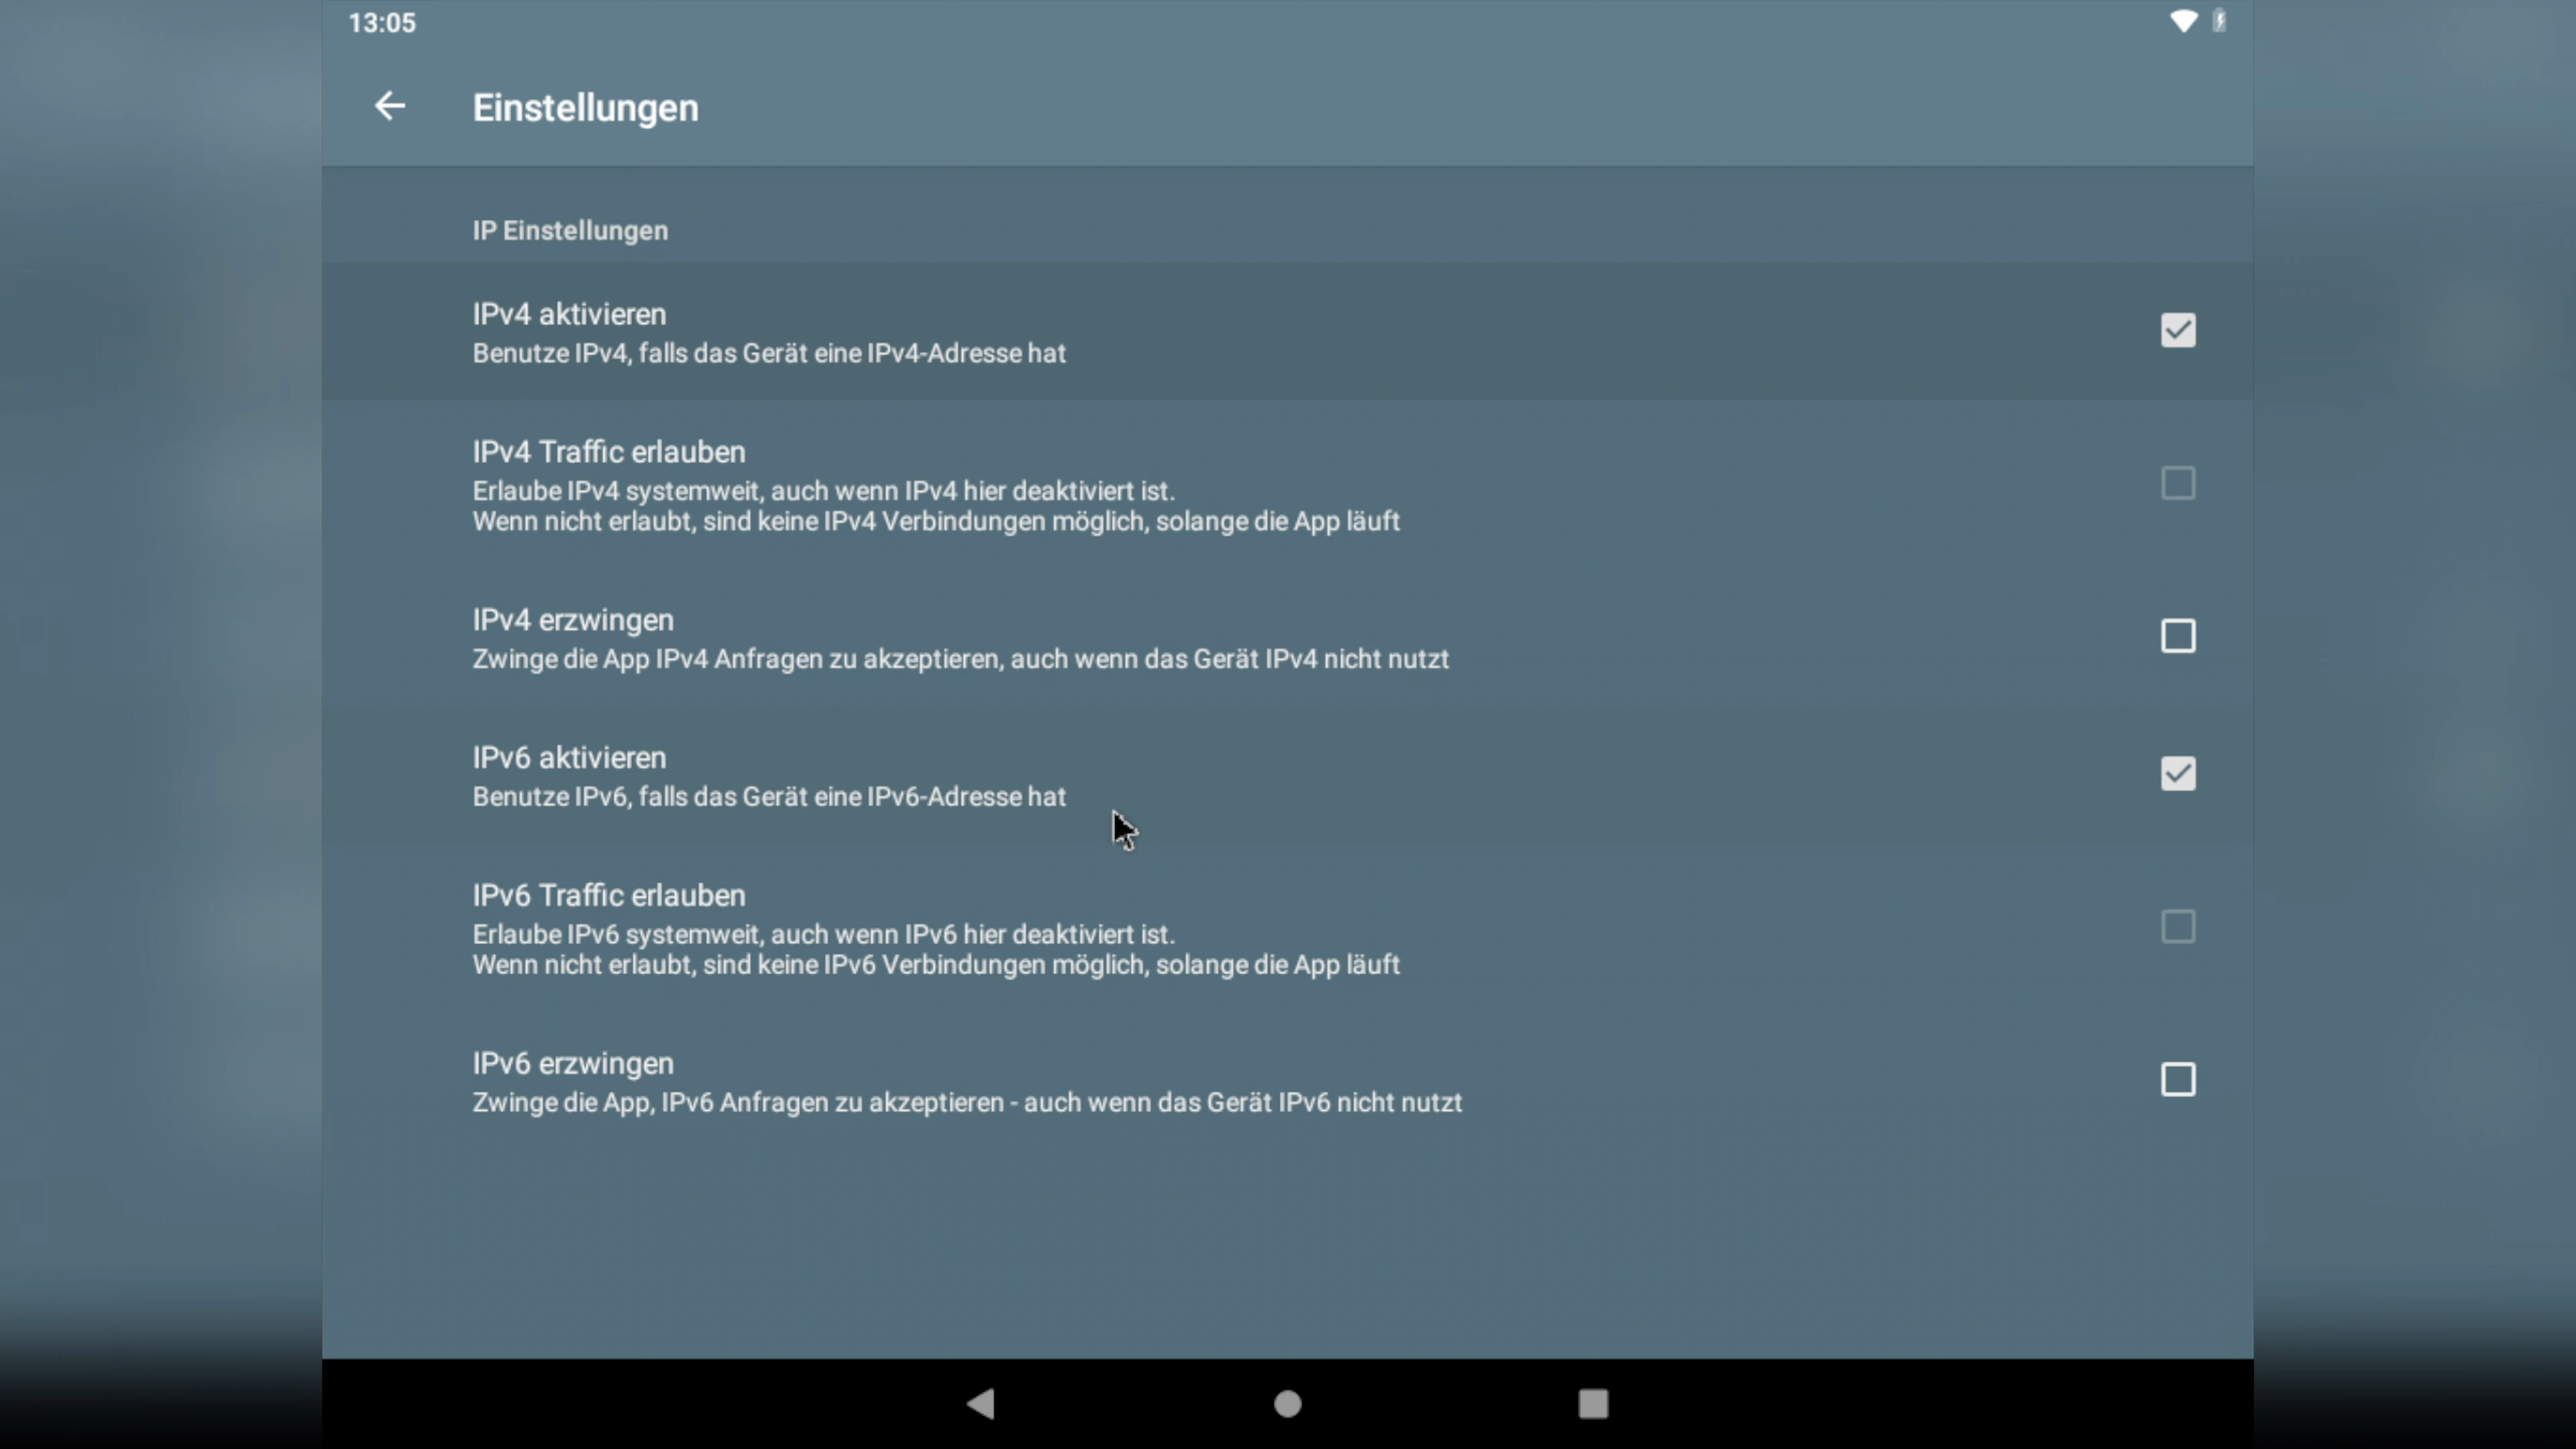 13:05
Einstellungen
IP Einstellungen
IPv4 aktivieren
Benutze IPv4, falls das Gerät eine IPv4-Adresse hat
IPv4 Traffic erlauben
Erlaube IPv4 systemweit, auch wenn IPv4 hier deaktiviert ist.
Wenn nicht erlaubt, sind keine IPv4 Verbindungen möglich, solange die App läuft
IPv4 erzwingen
Zwinge die App IPv4 Anfragen zu akzeptieren, auch wenn das Gerät IPv4 nicht nutzt
IPv6 aktivieren
Benutze IPv6, falls das Gerät eine IPv6-Adresse hat
IPv6 Traffic erlauben
Erlaube IPv6 systemweit, auch wenn IPv6 hier deaktiviert ist.
Wenn nicht erlaubt, sind keine IPv6 Verbindungen möglich, solange die App läuft
IPv6 erzwingen
Zwinge die App, IPv6 Anfragen zu akzeptieren - auch wenn das Gerät IPv6 nicht nutzt